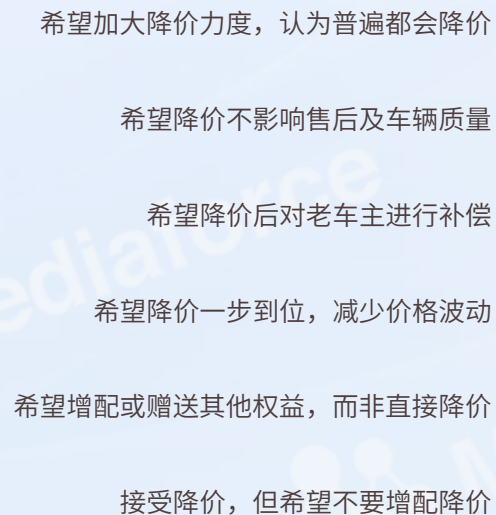 希望加大降价力度，认为普遍都会降价
希望降价不影响售后及车辆质量
希望降价后对老车主进行补偿
希望降价一步到位，减少价格波动
希望增配或赠送其他权益，而非直接降价
接受降价，但希望不要增配降价
ediaforce
M